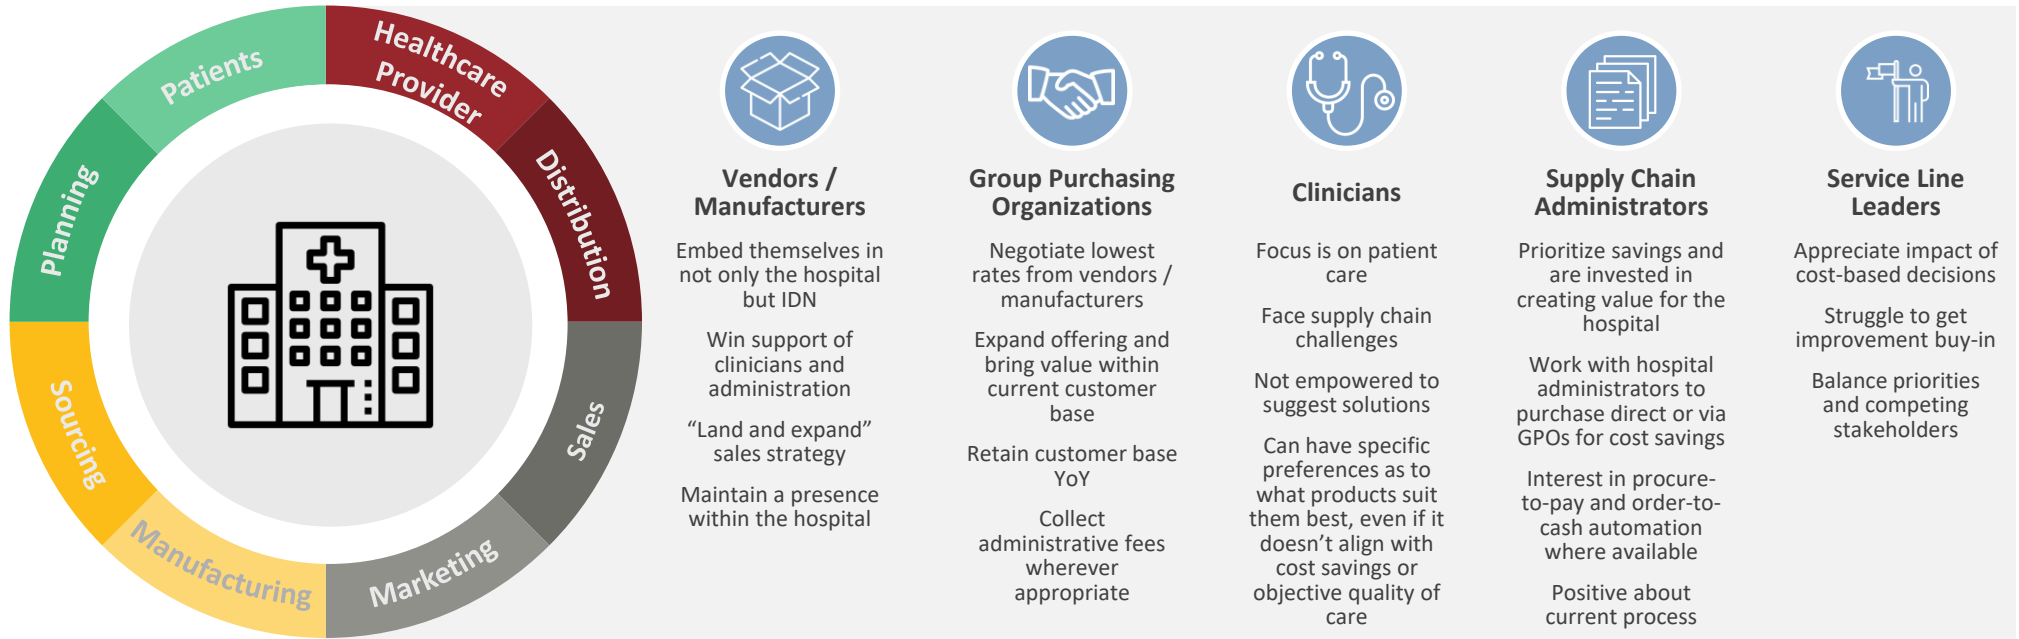 Patients
Healthcare
Provider
Distribution
Sales
Marketing
Manufacturing
Sourcing
Planning
Vendors /
Manufacturers
Embed themselves in
not only the hospital
but IDN
Win support of
clinicians and
administration
“Land and expand”
sales strategy
Maintain a presence
within the hospital
Group Purchasing
Organizations
Negotiate lowest
rates from vendors /
manufacturers
Expand offering and
bring value within
current customer
base
Retain customer base
YoY
Collect
administrative fees
wherever
appropriate
Clinicians
Focus is on patient
care
Face supply chain
challenges
Not empowered to
suggest solutions
Can have specific
preferences as to
what products suit
them best, even if it
doesn’t align with
cost savings or
objective quality of
care
Supply Chain
Administrators
Prioritize savings and
are invested in
creating value for the
hospital
Work with hospital
administrators to
purchase direct or via
GPOs for cost savings
Interest in procure-
to-pay and order-to-
cash automation
where available
Positive about
current process
Service Line
Leaders
Appreciate impact of
cost-based decisions
Struggle to get
improvement buy-in
Balance priorities
and competing
stakeholders